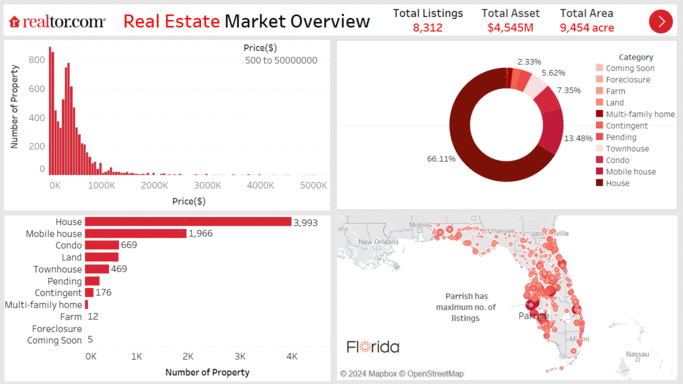 realtor.com®
Real Estate Market Overview
Total Listings
8,312
Total Asset
$4,545M
Total Area
9,454 acre
Price($)
500 to 50000000
Number of Property
800
600
400
200
0
0K
1000K
2000K
3000K
4000K
5000K
Price($)
2.33%
5.62%
7.35%
13.48%
66.11%
Category
Coming Soon
Foreclosure
Farm
Land
Multi-family home
Contingent
Pending
Townhouse
Condo
Mobile house
House
House
3,993
Mobile house
1,966
Condo
669
Land
Townhouse
469
Pending
Contingent
176
Multi-family home
Farm
12
Foreclosure
Coming Soon
5
0K
1K
2K
3K
4K
Number of Property
Mobile
New Orleans
Parrish has
maximum no. of
listings
Parrish
Miami
Nassau
Florida
© 2024 Mapbox © OpenStreetMap